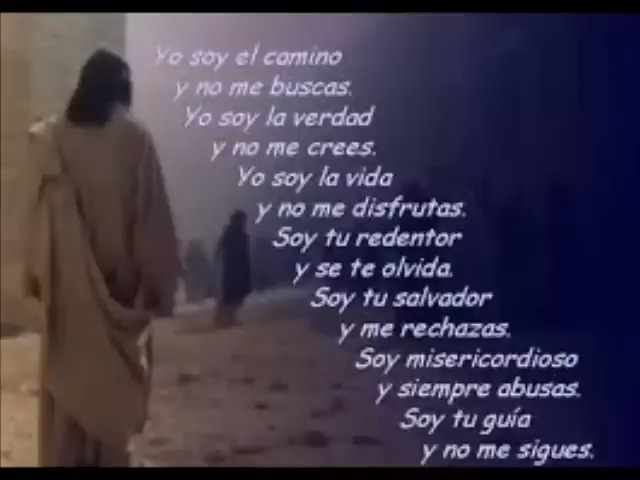 Yo soy el camino
y no me buscas.
Yo soy la verdad
y no me crees.
Yo soy la vida
y no me disfrutas.
Soy tu redentor
y se te olvida.
Soy tu salvador
y me rechazas.
Soy misericordioso
y siempre abusas.
Soy tu guía
y no me sigues.